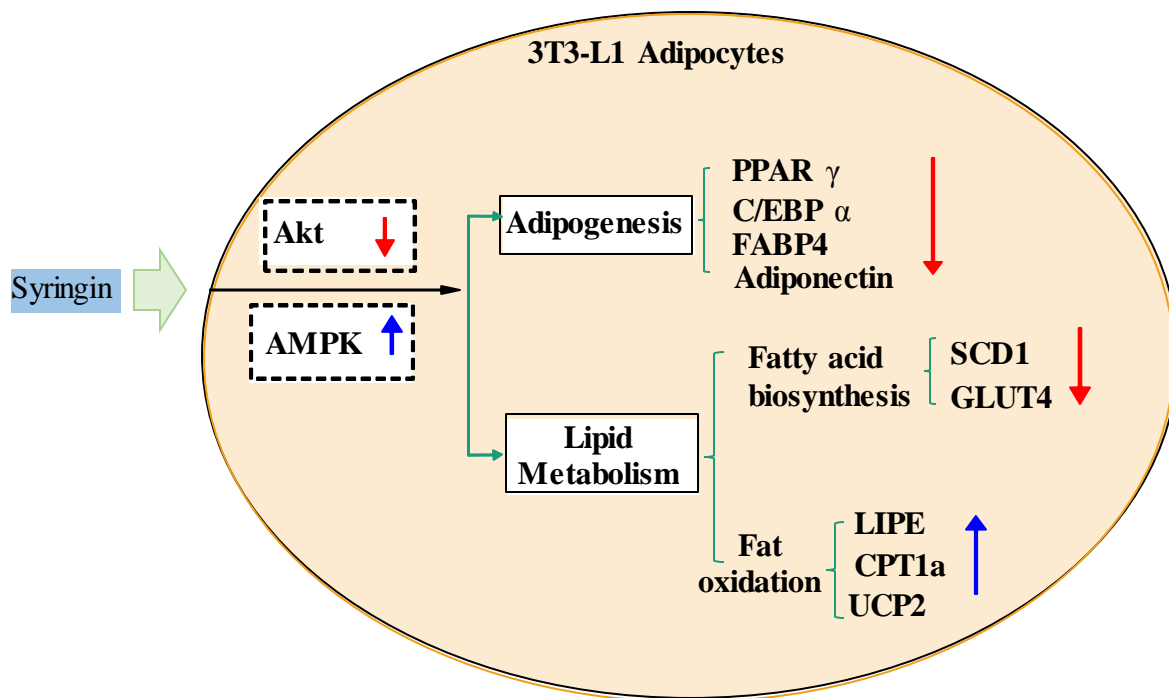 3T3-L1 Adipocytes
Syringin
Akt
AMPK
Adipogenesis
PPAR γ
C/EBP α
FABP4
Adiponectin
Lipid
Metabolism
Fatty acid
biosynthesis
SCD1
GLUT4
Fat
oxidation
LIPE
CPT1a
UCP2